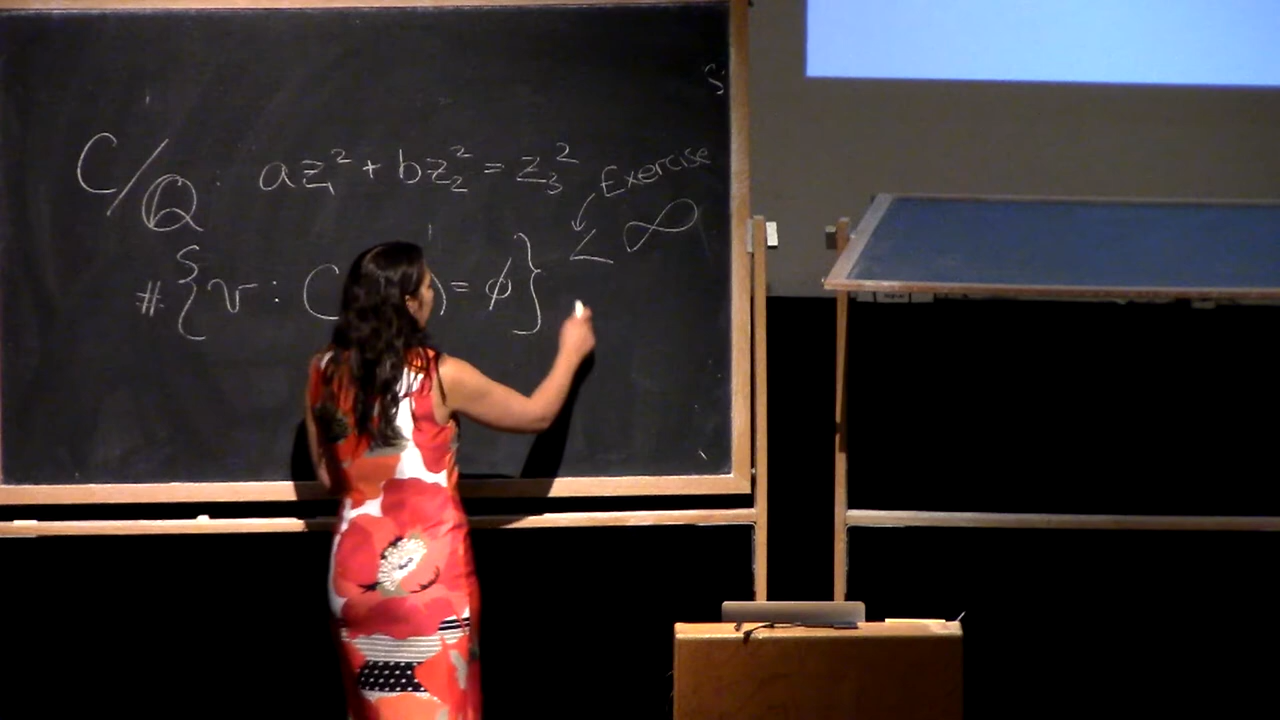 C/Q : az₁² + bz₂² = z₃²
Exercise
# { v : C( ) = ∅ } < ∞